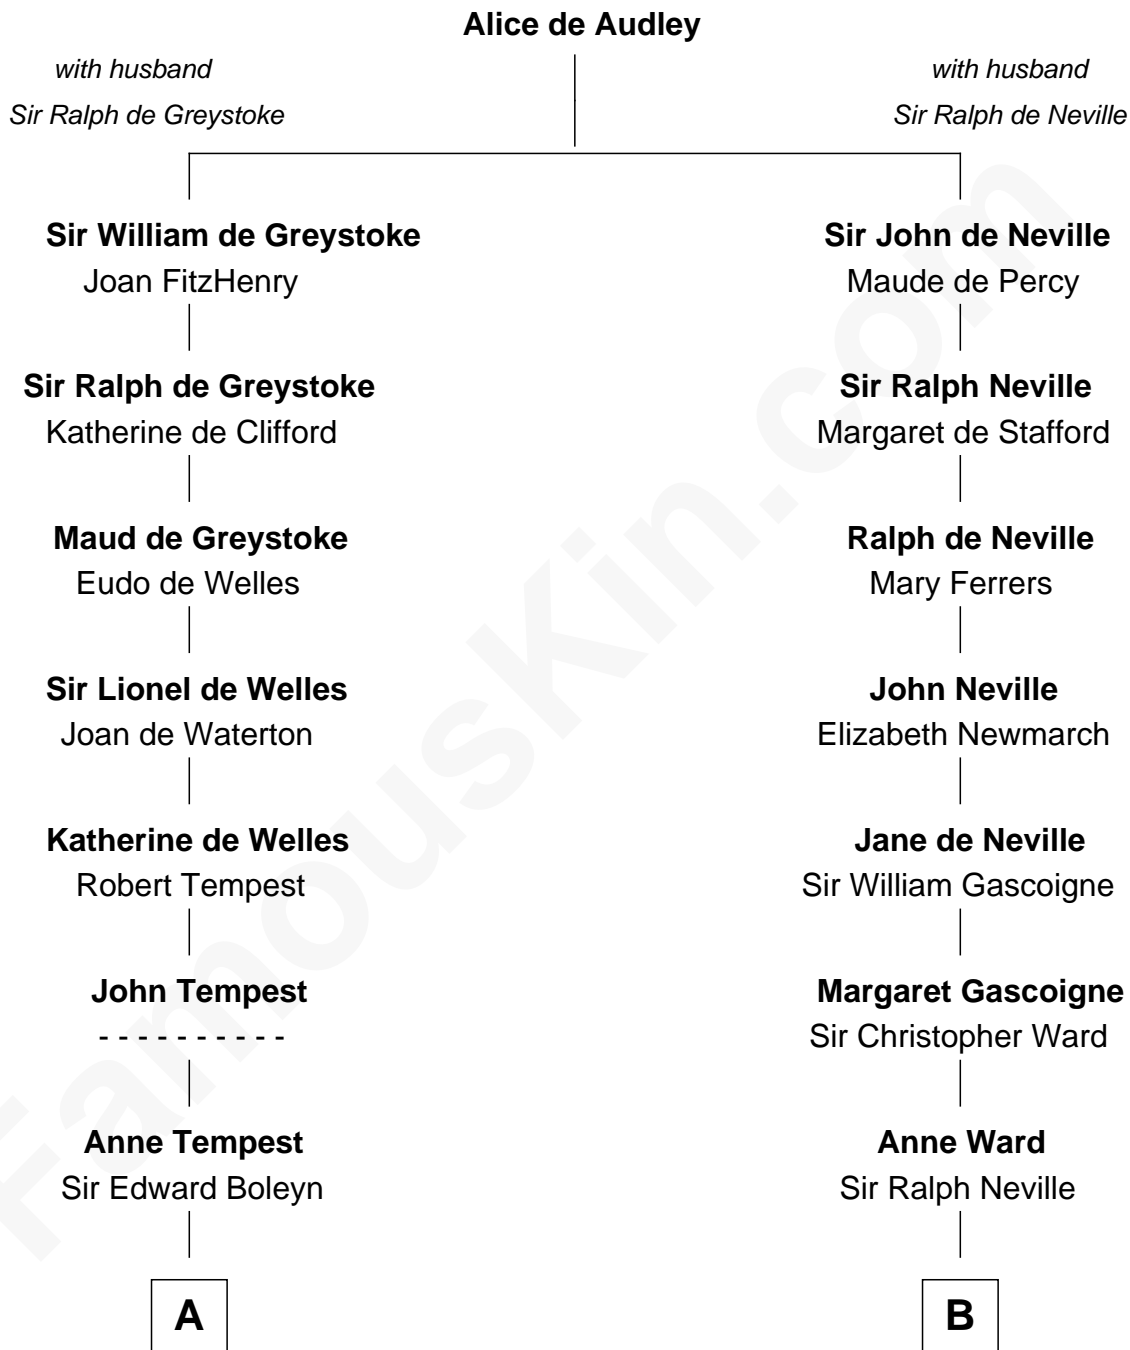 Alice de Audley
with husband
Sir Ralph de Greystoke
with husband
Sir Ralph de Neville
Sir William de Greystoke
Joan FitzHenry
Sir Ralph de Greystoke
Katherine de Clifford
Maud de Greystoke
Eudo de Welles
Sir Lionel de Welles
Joan de Waterton
Katherine de Welles
Robert Tempest
John Tempest
- - - - - - - - - -
Anne Tempest
Sir Edward Boleyn
A
Sir John de Neville
Maude de Percy
Sir Ralph Neville
Margaret de Stafford
Ralph de Neville
Mary Ferrers
John Neville
Elizabeth Newmarch
Jane de Neville
Sir William Gascoigne
Margaret Gascoigne
Sir Christopher Ward
Anne Ward
Sir Ralph Neville
B
FamousKin.com